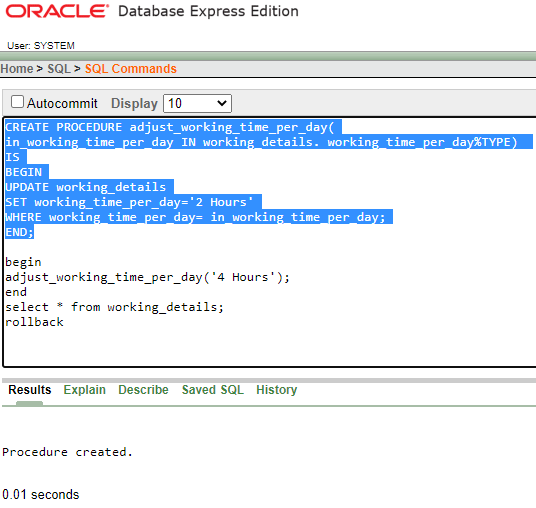 ORACLE® Database Express Edition
User: SYSTEM
Home > SQL > SQL Commands
Autocommit Display 10
CREATE PROCEDURE adjust_working_time_per_day(
in_working_time_per_day IN working_details. working_time_per_day%TYPE)
IS
BEGIN
UPDATE working_details
SET working_time_per_day='2 Hours'
WHERE working_time_per_day= in_working_time_per_day;
END;
begin
adjust_working_time_per_day('4 Hours');
end
select * from working_details;
rollback
Results Explain Describe Saved SQL History
Procedure created.
0.01 seconds